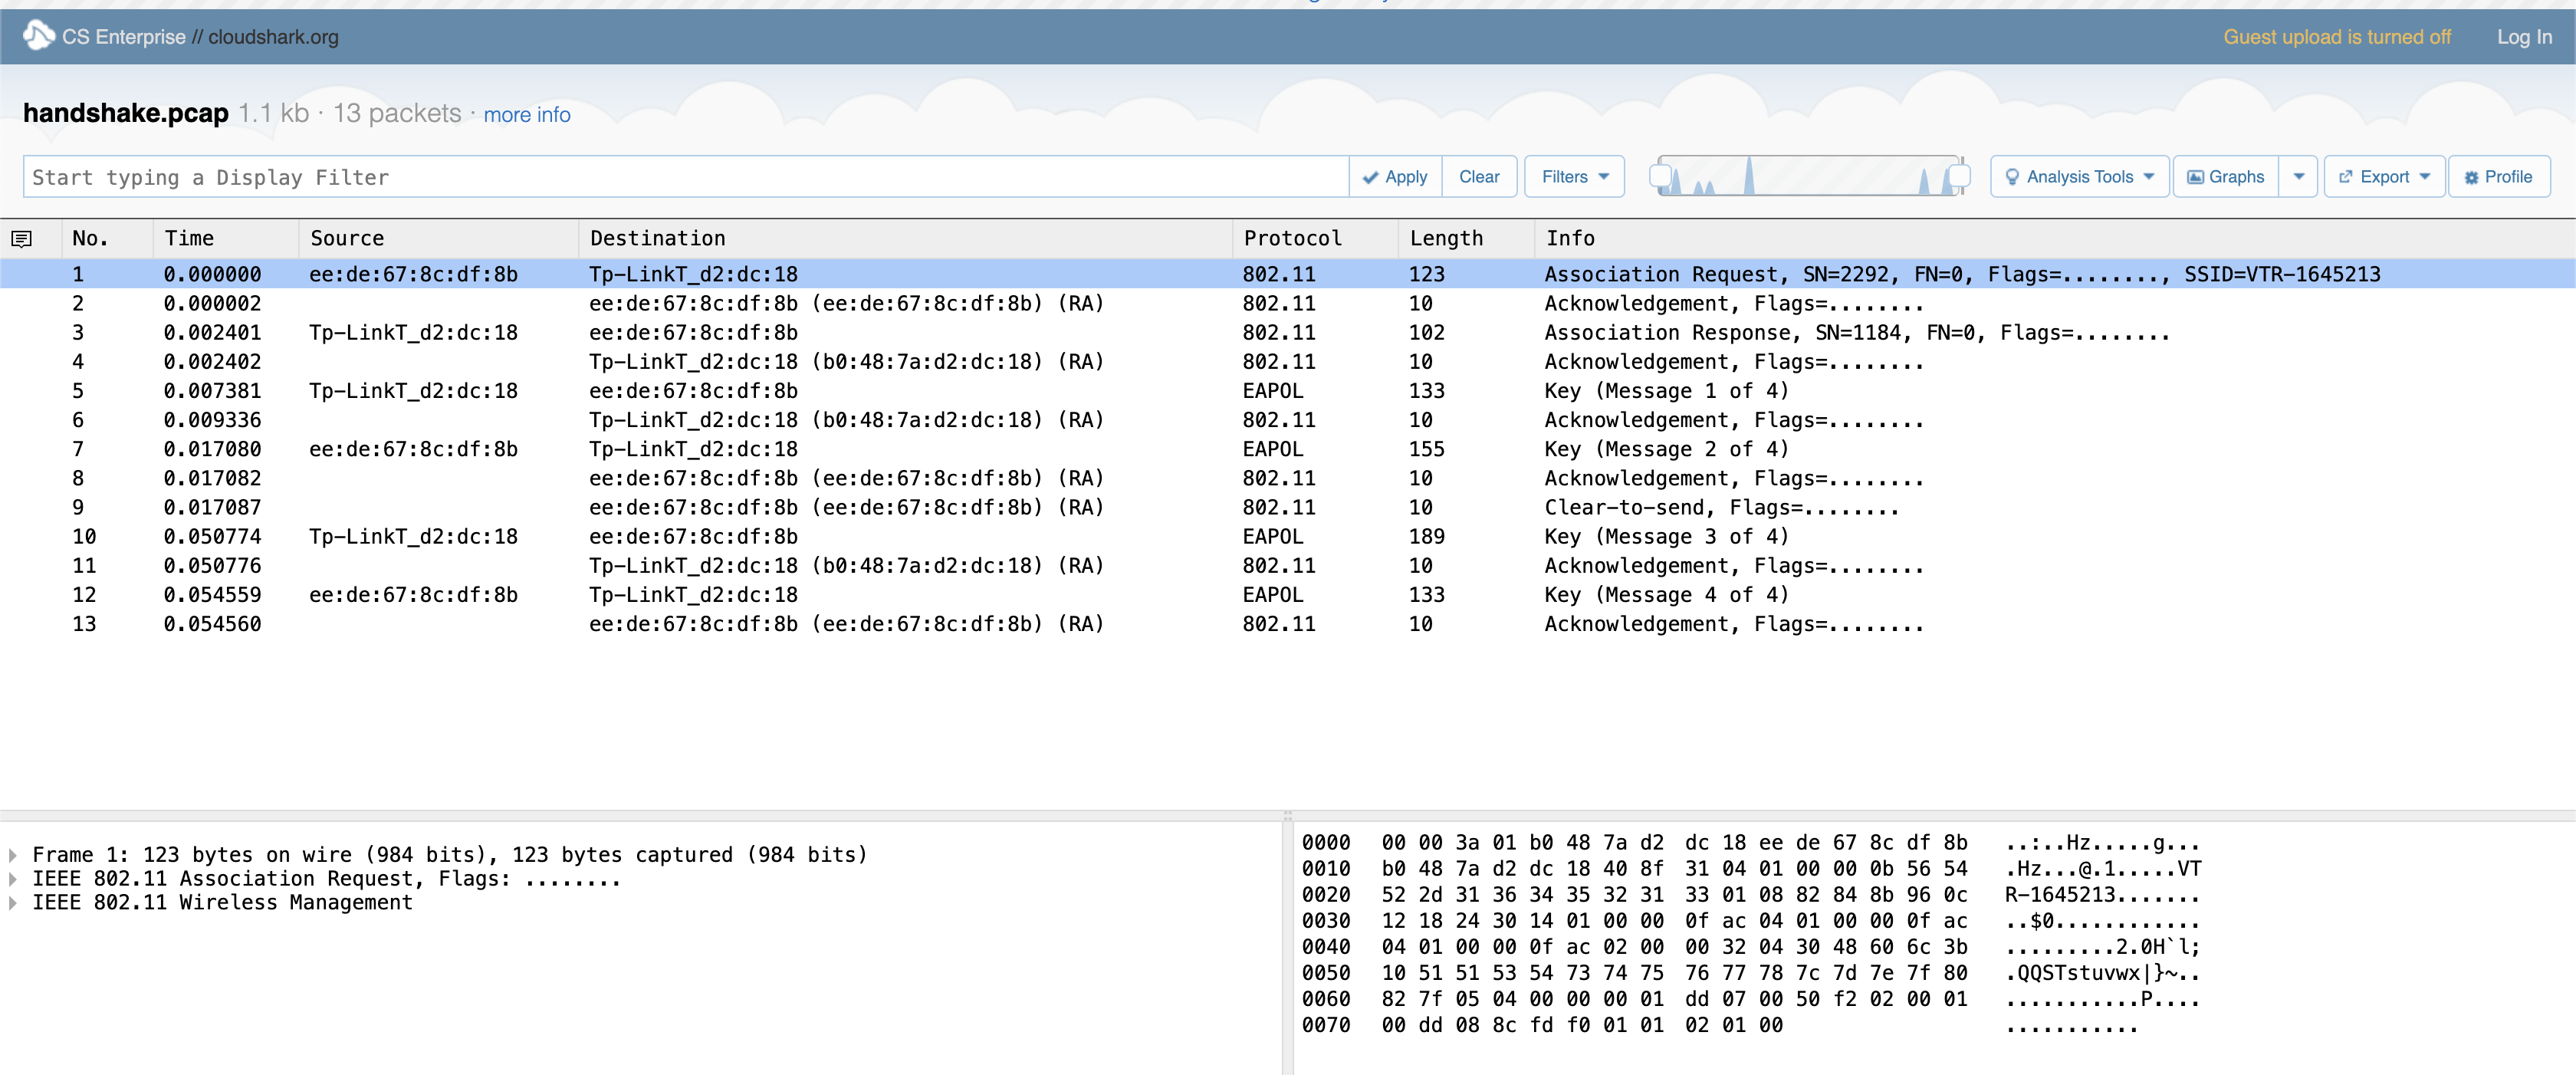 CS Enterprise // cloudshark.org Guest upload is turned off Log In
handshake.pcap 1.1 kb · 13 packets · more info
Start typing a Display Filter Apply Clear Filters Analysis Tools Graphs Export Profile
No. Time Source Destination Protocol Length Info
1 0.000000 ee:de:67:8c:df:8b Tp-LinkT_d2:dc:18 802.11 123 Association Request, SN=2292, FN=0, Flags=........, SSID=VTR-1645213
2 0.000002 ee:de:67:8c:df:8b (ee:de:67:8c:df:8b) (RA) 802.11 10 Acknowledgement, Flags=........
3 0.002401 Tp-LinkT_d2:dc:18 ee:de:67:8c:df:8b 802.11 102 Association Response, SN=1184, FN=0, Flags=........
4 0.002402 Tp-LinkT_d2:dc:18 (b0:48:7a:d2:dc:18) (RA) 802.11 10 Acknowledgement, Flags=........
5 0.007381 Tp-LinkT_d2:dc:18 ee:de:67:8c:df:8b EAPOL 133 Key (Message 1 of 4)
6 0.009336 Tp-LinkT_d2:dc:18 (b0:48:7a:d2:dc:18) (RA) 802.11 10 Acknowledgement, Flags=........
7 0.017080 ee:de:67:8c:df:8b Tp-LinkT_d2:dc:18 EAPOL 155 Key (Message 2 of 4)
8 0.017082 ee:de:67:8c:df:8b (ee:de:67:8c:df:8b) (RA) 802.11 10 Acknowledgement, Flags=........
9 0.017087 ee:de:67:8c:df:8b (ee:de:67:8c:df:8b) (RA) 802.11 10 Clear-to-send, Flags=........
10 0.050774 Tp-LinkT_d2:dc:18 ee:de:67:8c:df:8b EAPOL 189 Key (Message 3 of 4)
11 0.050776 Tp-LinkT_d2:dc:18 (b0:48:7a:d2:dc:18) (RA) 802.11 10 Acknowledgement, Flags=........
12 0.054559 ee:de:67:8c:df:8b Tp-LinkT_d2:dc:18 EAPOL 133 Key (Message 4 of 4)
13 0.054560 ee:de:67:8c:df:8b (ee:de:67:8c:df:8b) (RA) 802.11 10 Acknowledgement, Flags=........
Frame 1: 123 bytes on wire (984 bits), 123 bytes captured (984 bits)
IEEE 802.11 Association Request, Flags: ........
IEEE 802.11 Wireless Management
0000 00 00 3a 01 b0 48 7a d2 dc 18 ee de 67 8c df 8b ..:..Hz.....g...
0010 b0 48 7a d2 dc 18 40 8f 31 04 01 00 00 0b 56 54 .Hz...@.1.....VT
0020 52 2d 31 36 34 35 32 31 33 01 08 82 84 8b 96 0c R-1645213.......
0030 12 18 24 30 14 01 00 00 0f ac 04 01 00 00 0f ac ..$0............
0040 04 01 00 00 0f ac 02 00 00 32 04 30 48 60 6c 3b .........2.0H`l;
0050 10 51 51 53 54 73 74 75 76 77 78 7c 7d 7e 7f 80 .QQSTstuvwx|}~..
0060 82 7f 05 04 00 00 00 01 dd 07 00 50 f2 02 00 01 ...........P....
0070 00 dd 08 8c fd f0 01 01 02 01 00 ...........